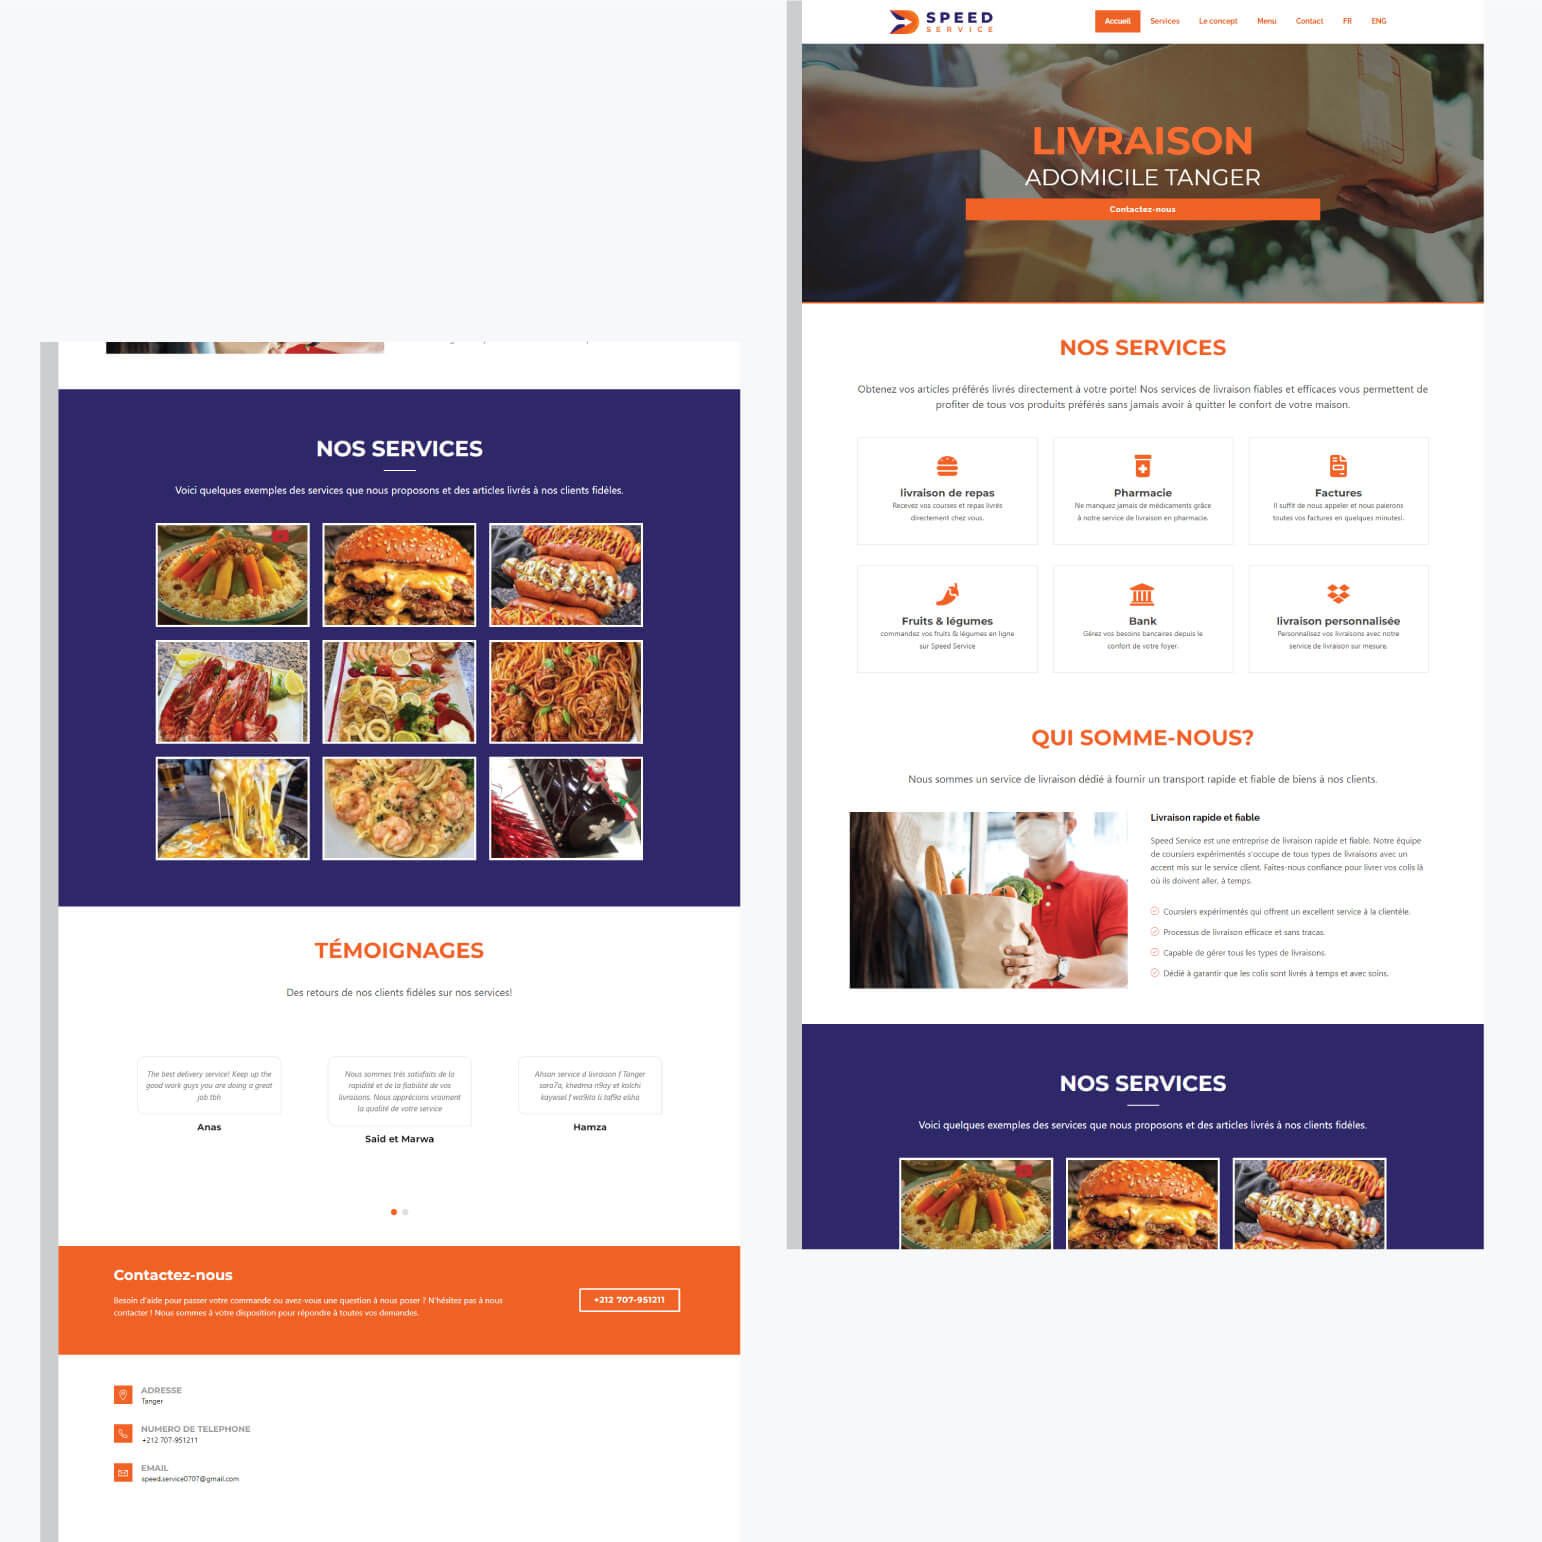 SPEED
SERVICE
Accueil
Services
Le concept
Menu
Contact
FR
ENG
LIVRAISON
ADOMICILE TANGER
Contactez-nous
NOS SERVICES
Obtenez vos articles préférés livrés directement à votre porte! Nos services de livraison fiables et efficaces vous permettent de
profiter de tous vos produits préférés sans jamais avoir à quitter le confort de votre maison.
livraison de repas
Recevez vos courses et repas livrés
directement chez vous.
Pharmacie
Ne manquez jamais de médicaments grâce
à notre service de livraison en pharmacie.
Factures
Il suffit de nous appeler et nous paierons
toutes vos factures en quelques minutes!.
Fruits & légumes
commandez vos fruits & légumes en ligne
sur Speed Service
Bank
Gérez vos besoins bancaires depuis le
confort de votre foyer.
livraison personnalisée
Personnalisez vos livraisons avec notre
service de livraison sur mesure.
QUI SOMME-NOUS?
Nous sommes un service de livraison dédié à fournir un transport rapide et fiable de biens à nos clients.
Livraison rapide et fiable
Speed Service est une entreprise de livraison rapide et fiable. Notre équipe
de coursiers expérimentés s'occupe de tous types de livraisons avec un
accent mis sur le service client. Faites-nous confiance pour livrer vos colis là
où ils doivent aller, à temps.
Coursiers expérimentés qui offrent un excellent service à la clientèle.
Processus de livraison efficace et sans tracas.
Capable de gérer tous les types de livraisons.
Dédié à garantir que les colis sont livrés à temps et avec soins.
NOS SERVICES
Voici quelques exemples des services que nous proposons et des articles livrés à nos clients fidèles.
NOS SERVICES
Voici quelques exemples des services que nous proposons et des articles livrés à nos clients fidèles.
TÉMOIGNAGES
Des retours de nos clients fidèles sur nos services!
The best delivery service! Keep up the
good work guys you are doing a great
job tbh
Anas
Nous sommes très satisfaits de la
rapidité et de la fiabilité de vos
livraisons. Nous apprécions vraiment
la qualité de votre service
Said et Marwa
Ahsan service d livraison f Tanger
sara7a, khedma n9ay et kolchi
kaywsel f wa9ito li taf9a eliha
Hamza
Contactez-nous
Besoin d'aide pour passer votre commande ou avez-vous une question à nous poser ? N'hésitez pas à nous
contacter ! Nous sommes à votre disposition pour répondre à toutes vos demandes.
+212 707-951211
ADRESSE
Tanger
NUMERO DE TELEPHONE
+212 707-951211
EMAIL
speed.service0707@gmail.com